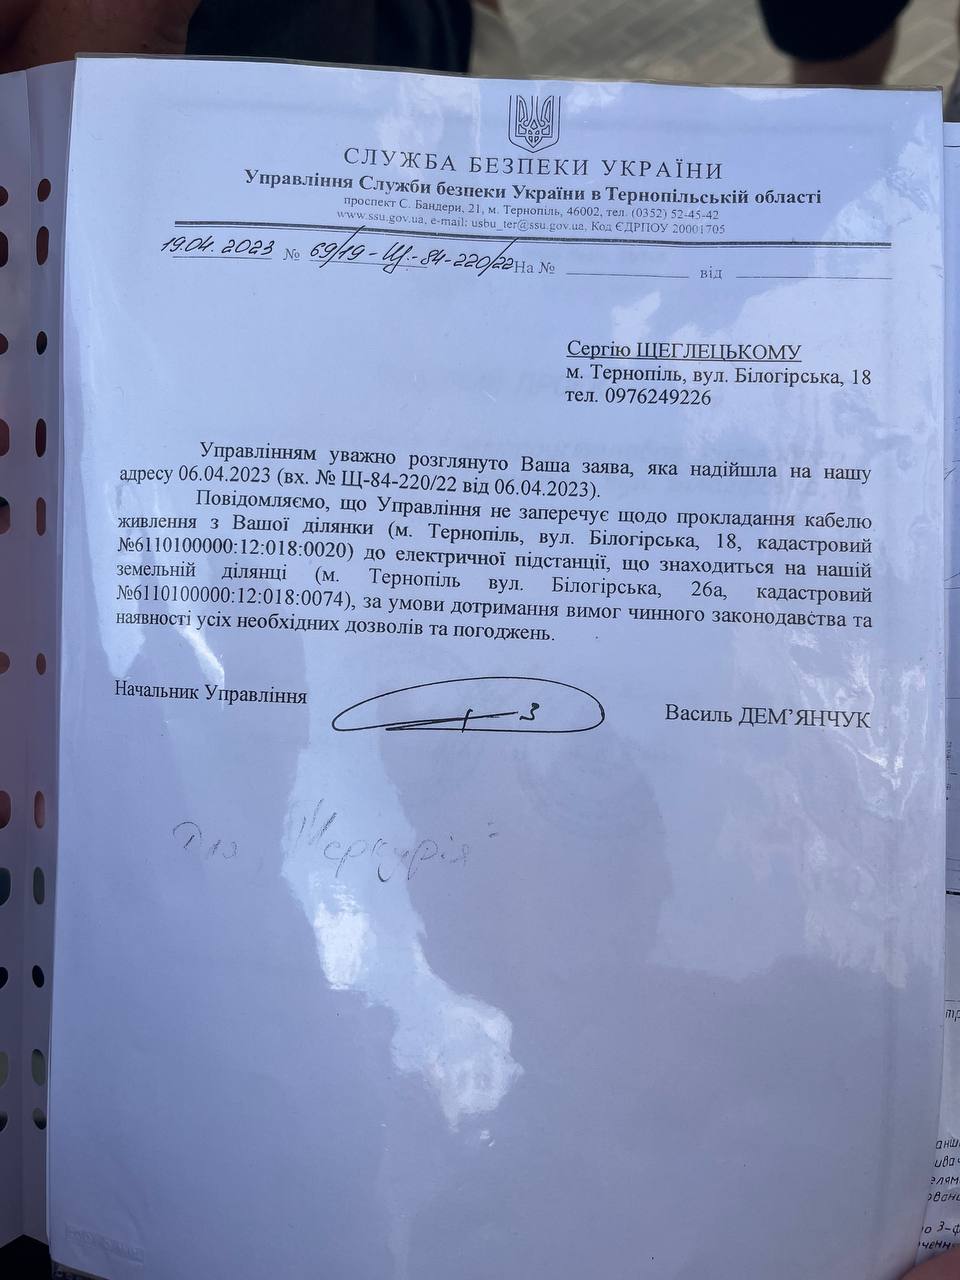 СЛУЖБА БЕЗПЕКИ УКРАЇНИ
Управління Служби безпеки України в Тернопільській області
проспект С. Бандери, 21, м. Тернопіль, 46002, тел. (0352) 52-45-42
www.ssu.gov.ua, e-mail: usbu_ter@ssu.gov.ua, Код ЄДРПОУ 20001705
19.04. 2023 № 69/19-Щ-84-220/22 На № ____________ від ____________
Сергію ЩЕГЛЕЦЬКОМУ
м. Тернопіль, вул. Білогірська, 18
тел. 0976249226
Управлінням уважно розглянуто Ваша заява, яка надійшла на нашу
адресу 06.04.2023 (вх. № Щ-84-220/22 від 06.04.2023).
Повідомляємо, що Управління не заперечує щодо прокладання кабелю
живлення з Вашої ділянки (м. Тернопіль, вул. Білогірська, 18, кадастровий
№6110100000:12:018:0020) до електричної підстанції, що знаходиться на нашій
земельній ділянці (м. Тернопіль вул. Білогірська, 26а, кадастровий
№6110100000:12:018:0074), за умови дотримання вимог чинного законодавства та
наявності усіх необхідних дозволів та погоджень.
Начальник Управління
Василь ДЕМ’ЯНЧУК
Для „Меркурія"